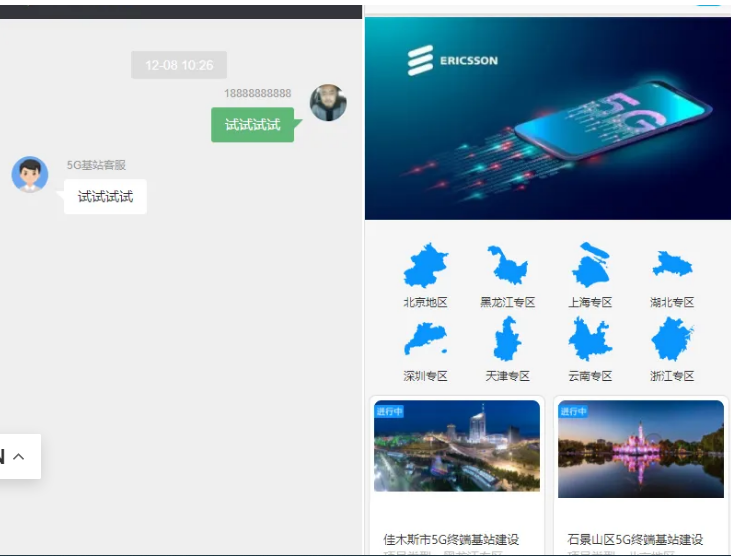 12-08 10:26
18888888888
试试试试
5G基站客服
试试试试
ERICSSON
5G
北京地区
黑龙江专区
上海专区
湖北专区
深圳专区
天津专区
云南专区
浙江专区
进行中
进行中
佳木斯市5G终端基站建设
石景山区5G终端基站建设